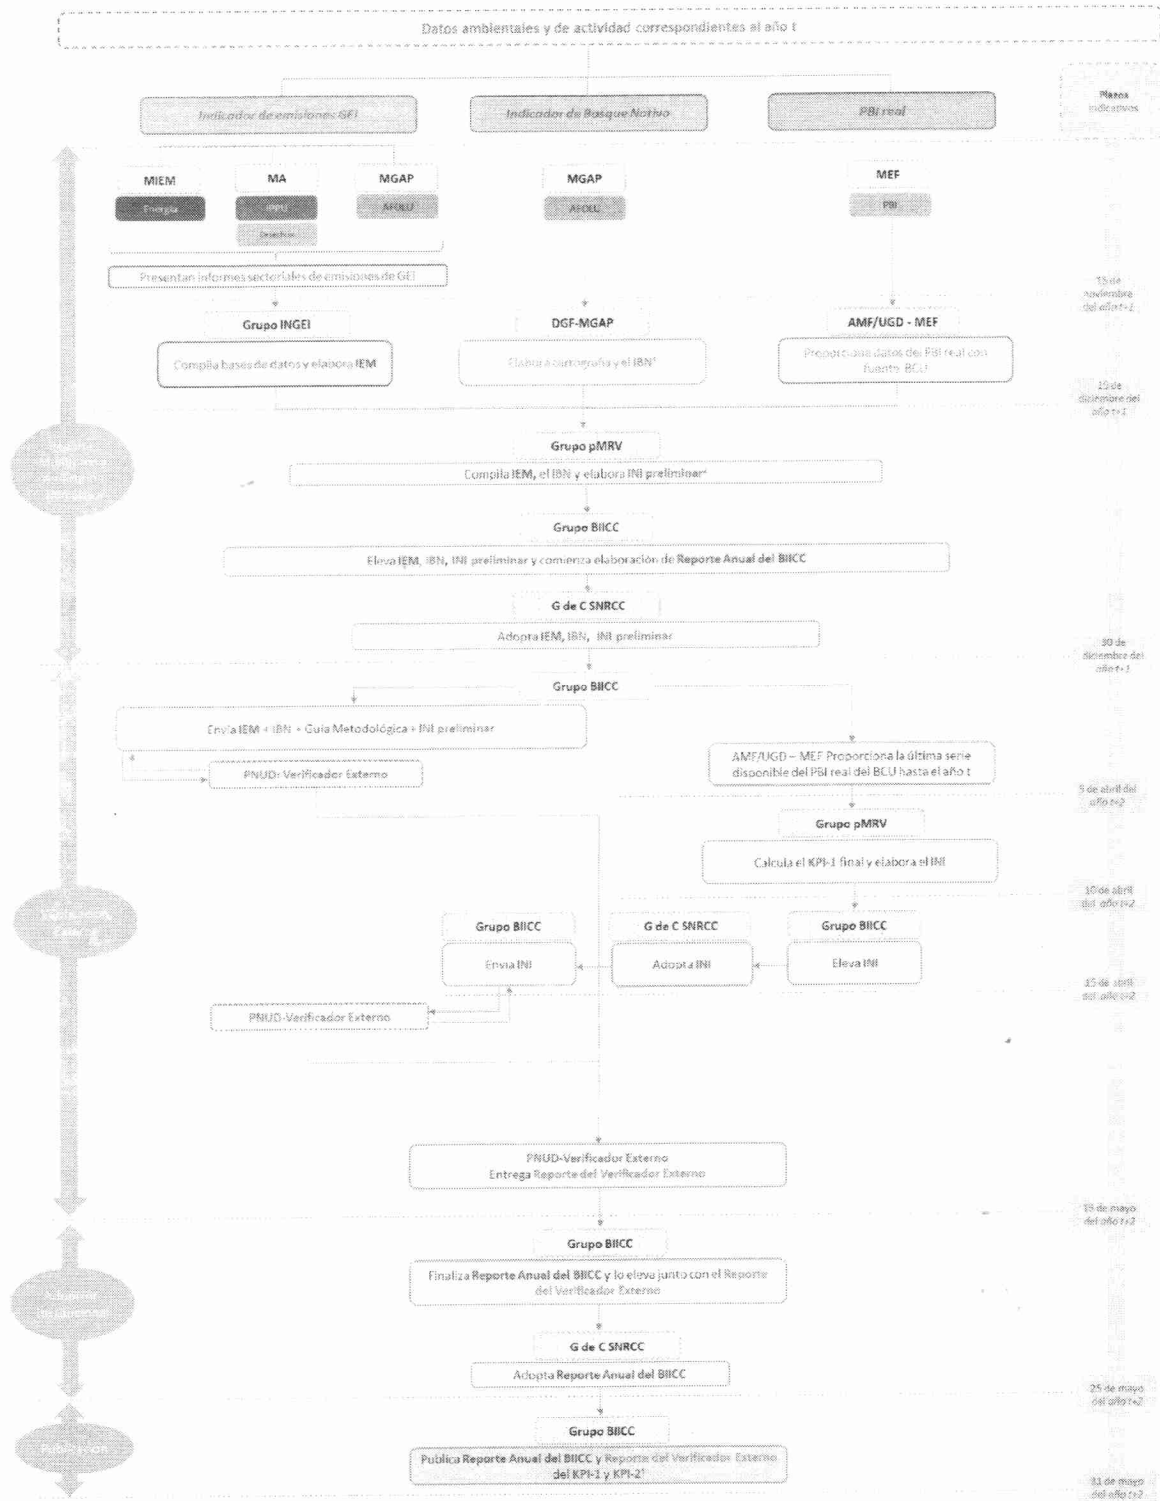 Datos ambientales y de actividad correspondientes al año t
Indicador de emisiones GEI
Indicador de Bosque Nativo
PBI real
Plazos
indicativos
MIEM
Energía
MA
IPPU
Desechos
MGAP
AFOLU
MGAP
AFOLU
MEF
PBI
Presentan informes sectoriales de emisiones de GEI
15 de
noviembre
del año t+1
Grupo INGEI
Compila bases de datos y elabora IEM
DGF-MGAP
Elabora cartografía y el IBN¹
AMF/UGD - MEF
Proporciona datos del PBI real con
fuente BCU
diciembre del
año t+1
Grupo pMRV
Compila IEM, el IBN y elabora INI preliminar
Grupo BIICC
Eleva IEM, IBN, INI preliminar y comienza elaboración de Reporte Anual del BIICC
G de C SNRCC
Adopta IEM, IBN, INI preliminar
30 de
diciembre del
año t+1
Grupo BIICC
Envía IEM + IBN + Guía Metodológica + INI preliminar
PNUD: Verificador Externo
AMF/UGD – MEF Proporciona la última serie
disponible del PBI real del BCU hasta el año t
5 de abril del
año t+2
Grupo pMRV
Calcula el KPI-1 final y elabora el INI
10 de abril
del año t+2
Grupo BIICC
Envía INI
G de C SNRCC
Adopta INI
Grupo BIICC
Eleva INI
15 de abril
del año t+2
PNUD-Verificador Externo
PNUD-Verificador Externo
Entrega Reporte del Verificador Externo
15 de mayo
del año t+2
Grupo BIICC
Finaliza Reporte Anual del BIICC y lo eleva junto con el Reporte
del Verificador Externo
G de C SNRCC
Adopta Reporte Anual del BIICC
25 de mayo
del año t+2
Publicación
Grupo BIICC
Publica Reporte Anual del BIICC y Reporte del Verificador Externo
del KPI-1 y KPI-2
31 de mayo
del año t+2